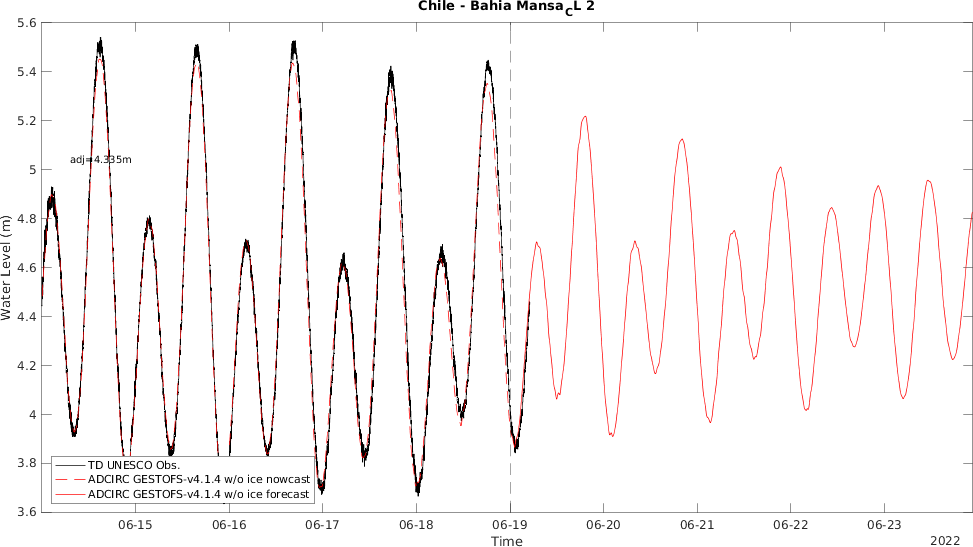 Chile - Bahia Mansa_CL 2
5.6
5.4
5.2
5
4.8
4.6
4.4
4.2
4
3.8
3.6
Water Level (m)
adj=4.335m
TD UNESCO Obs.
ADCIRC GESTOFS-v4.1.4 w/o ice nowcast
ADCIRC GESTOFS-v4.1.4 w/o ice forecast
06-15 06-16 06-17 06-18 06-19 06-20 06-21 06-22 06-23
Time
2022